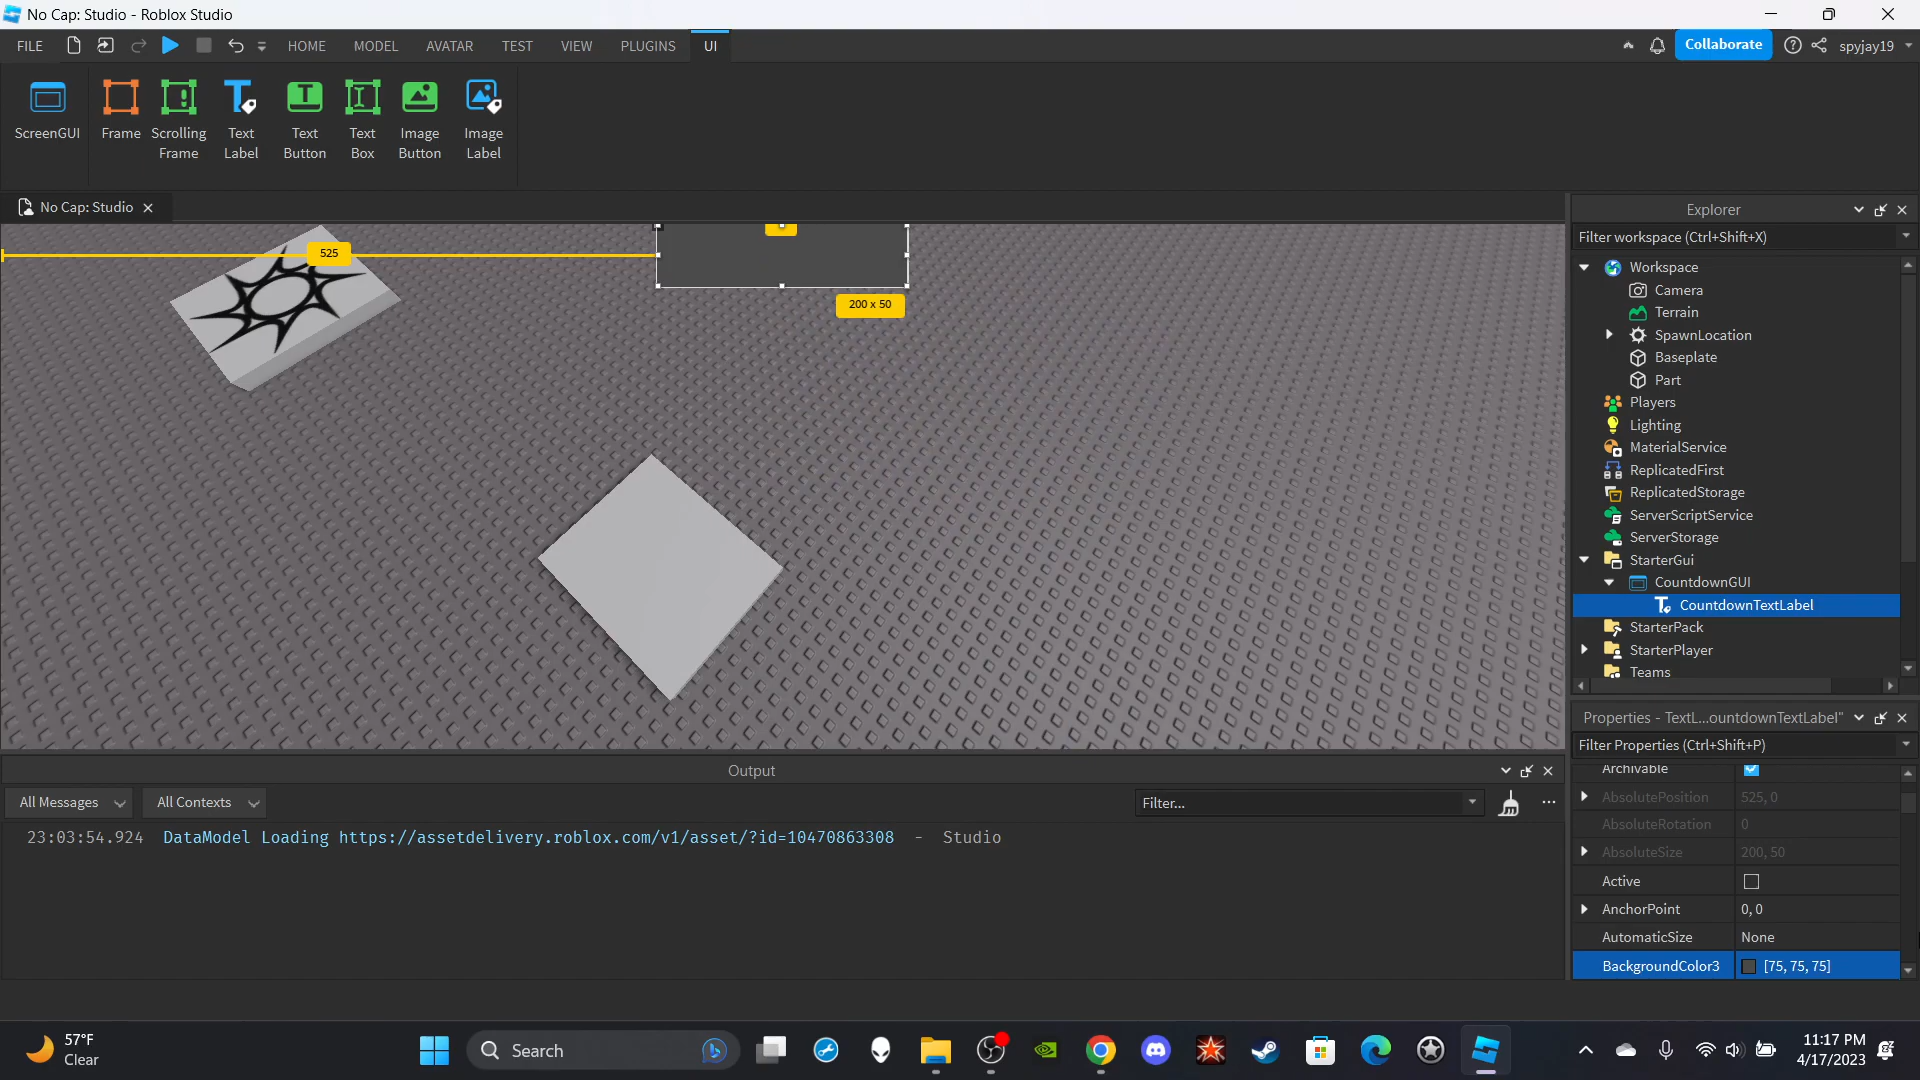 No Cap: Studio - Roblox Studio
FILE HOME MODEL AVATAR TEST VIEW PLUGINS UI Collaborate spyjay19
ScreenGUI
Frame
Scrolling Frame
Text Label
Text Button
Text Box
Image Button
Image Label
No Cap: Studio
525
200 x 50
Explorer
Filter workspace (Ctrl+Shift+X)
Workspace
Camera
Terrain
SpawnLocation
Baseplate
Part
Players
Lighting
MaterialService
ReplicatedFirst
ReplicatedStorage
ServerScriptService
ServerStorage
StarterGui
CountdownGUI
CountdownTextLabel
StarterPack
StarterPlayer
Teams
Properties - TextL...ountdownTextLabel"
Filter Properties (Ctrl+Shift+P)
Archivable
AbsolutePosition 525, 0
AbsoluteRotation 0
AbsoluteSize 200, 50
Active
AnchorPoint 0, 0
AutomaticSize None
BackgroundColor3 [75, 75, 75]
Output
All Messages All Contexts Filter...
23:03:54.924 DataModel Loading https://assetdelivery.roblox.com/v1/asset/?id=10470863308 - Studio
57°F
Clear
Search
11:17 PM
4/17/2023